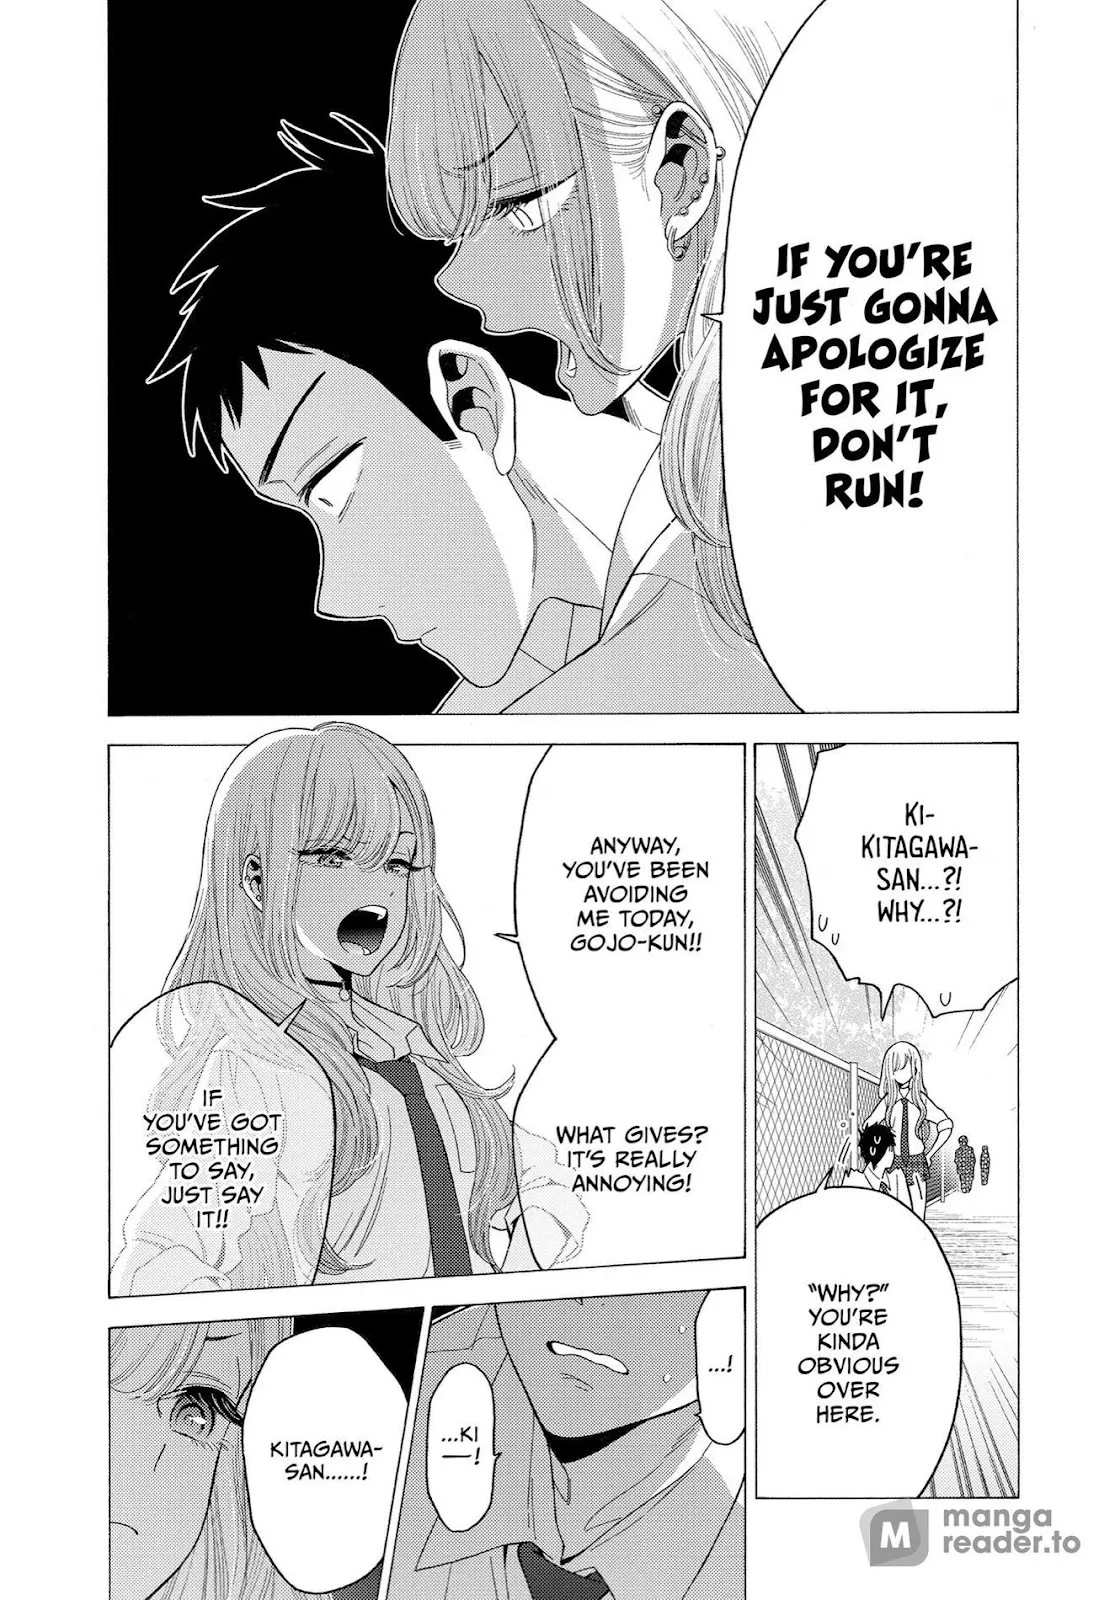 IF YOU'RE
JUST GONNA
APOLOGIZE
FOR IT,
DON'T
RUN!
KI-
KITAGAWA-
SAN...?!
WHY...?!
"WHY?"
YOU'RE
KINDA
OBVIOUS
OVER
HERE.
ANYWAY,
YOU'VE BEEN
AVOIDING
ME TODAY,
GOJO-KUN!!
WHAT GIVES?
IT'S REALLY
ANNOYING!
IF
YOU'VE GOT
SOMETHING
TO SAY,
JUST SAY
IT!!
...!
...KI
—!
KITAGAWA-
SAN......!
M manga
reader.to